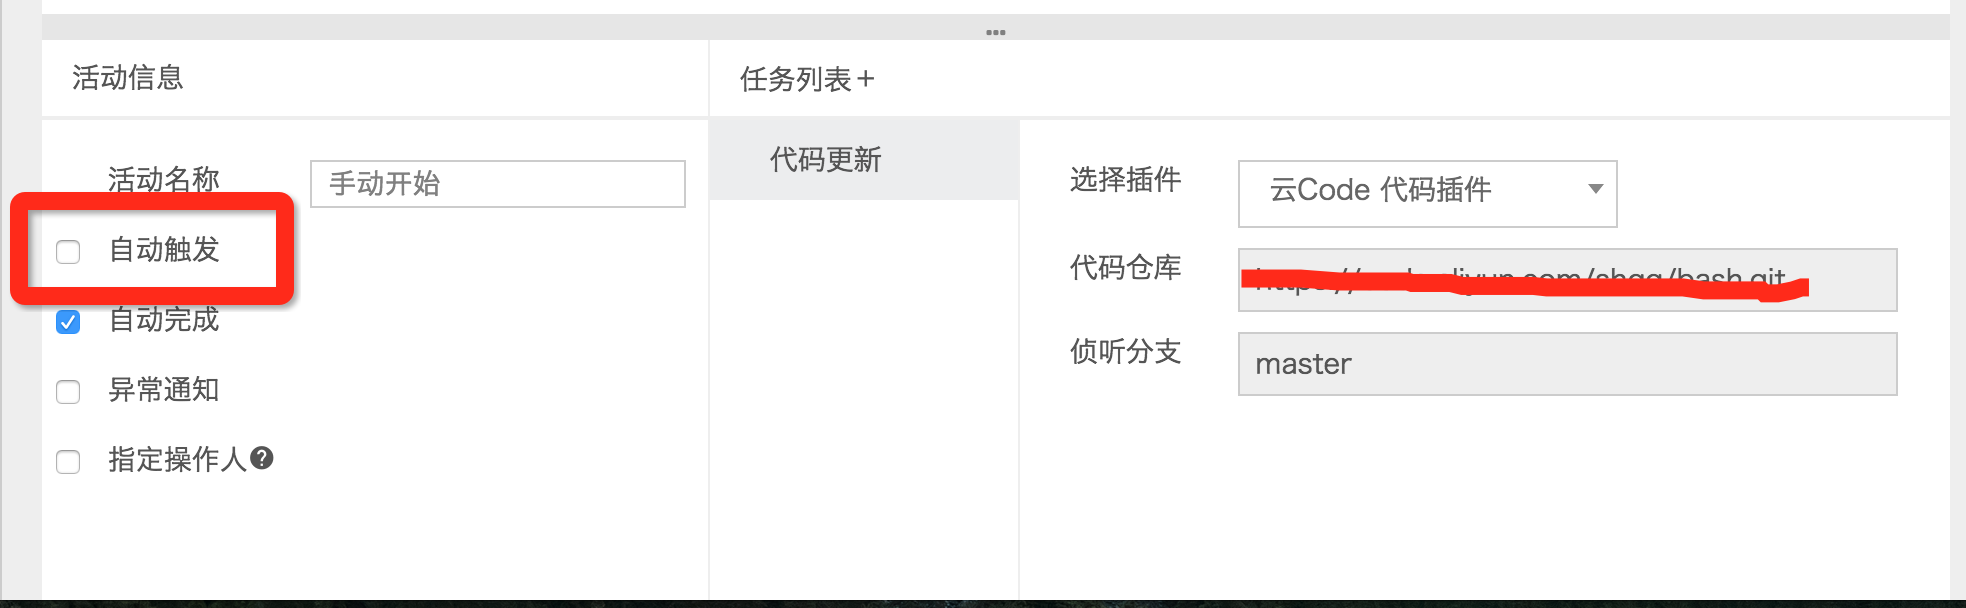 活动信息
任务列表+
活动名称
手动开始
自动触发
自动完成
异常通知
指定操作人?
代码更新
选择插件
云Code 代码插件
代码仓库
侦听分支
master